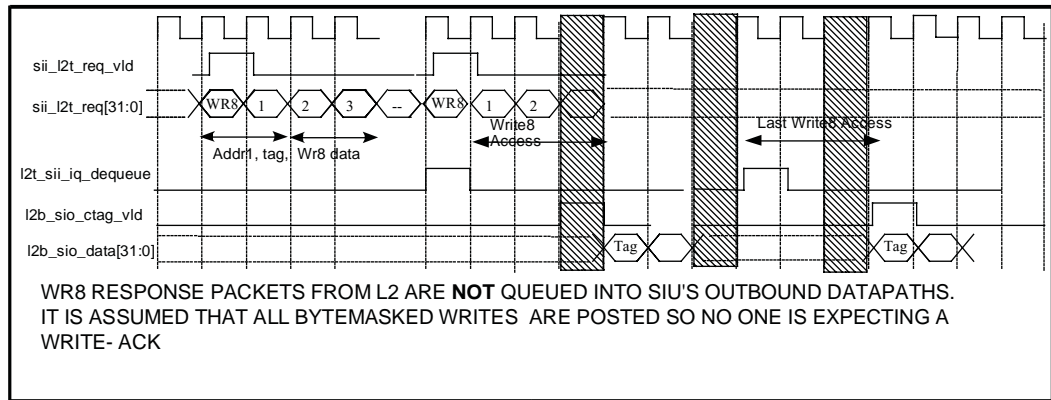 sii_l2t_req_vld
sii_l2t_req[31:0]
WR8 1 2 3 -- WR8 1 2
Addr1, tag, Wr8 data
Write8
Access
Last Write8 Access
l2t_sii_iq_dequeue
l2b_sio_ctag_vld
l2b_sio_data[31:0]
Tag Tag
WR8 RESPONSE PACKETS FROM L2 ARE NOT QUEUED INTO SIU'S OUTBOUND DATAPATHS.
IT IS ASSUMED THAT ALL BYTEMASKED WRITES ARE POSTED SO NO ONE IS EXPECTING A
WRITE- ACK